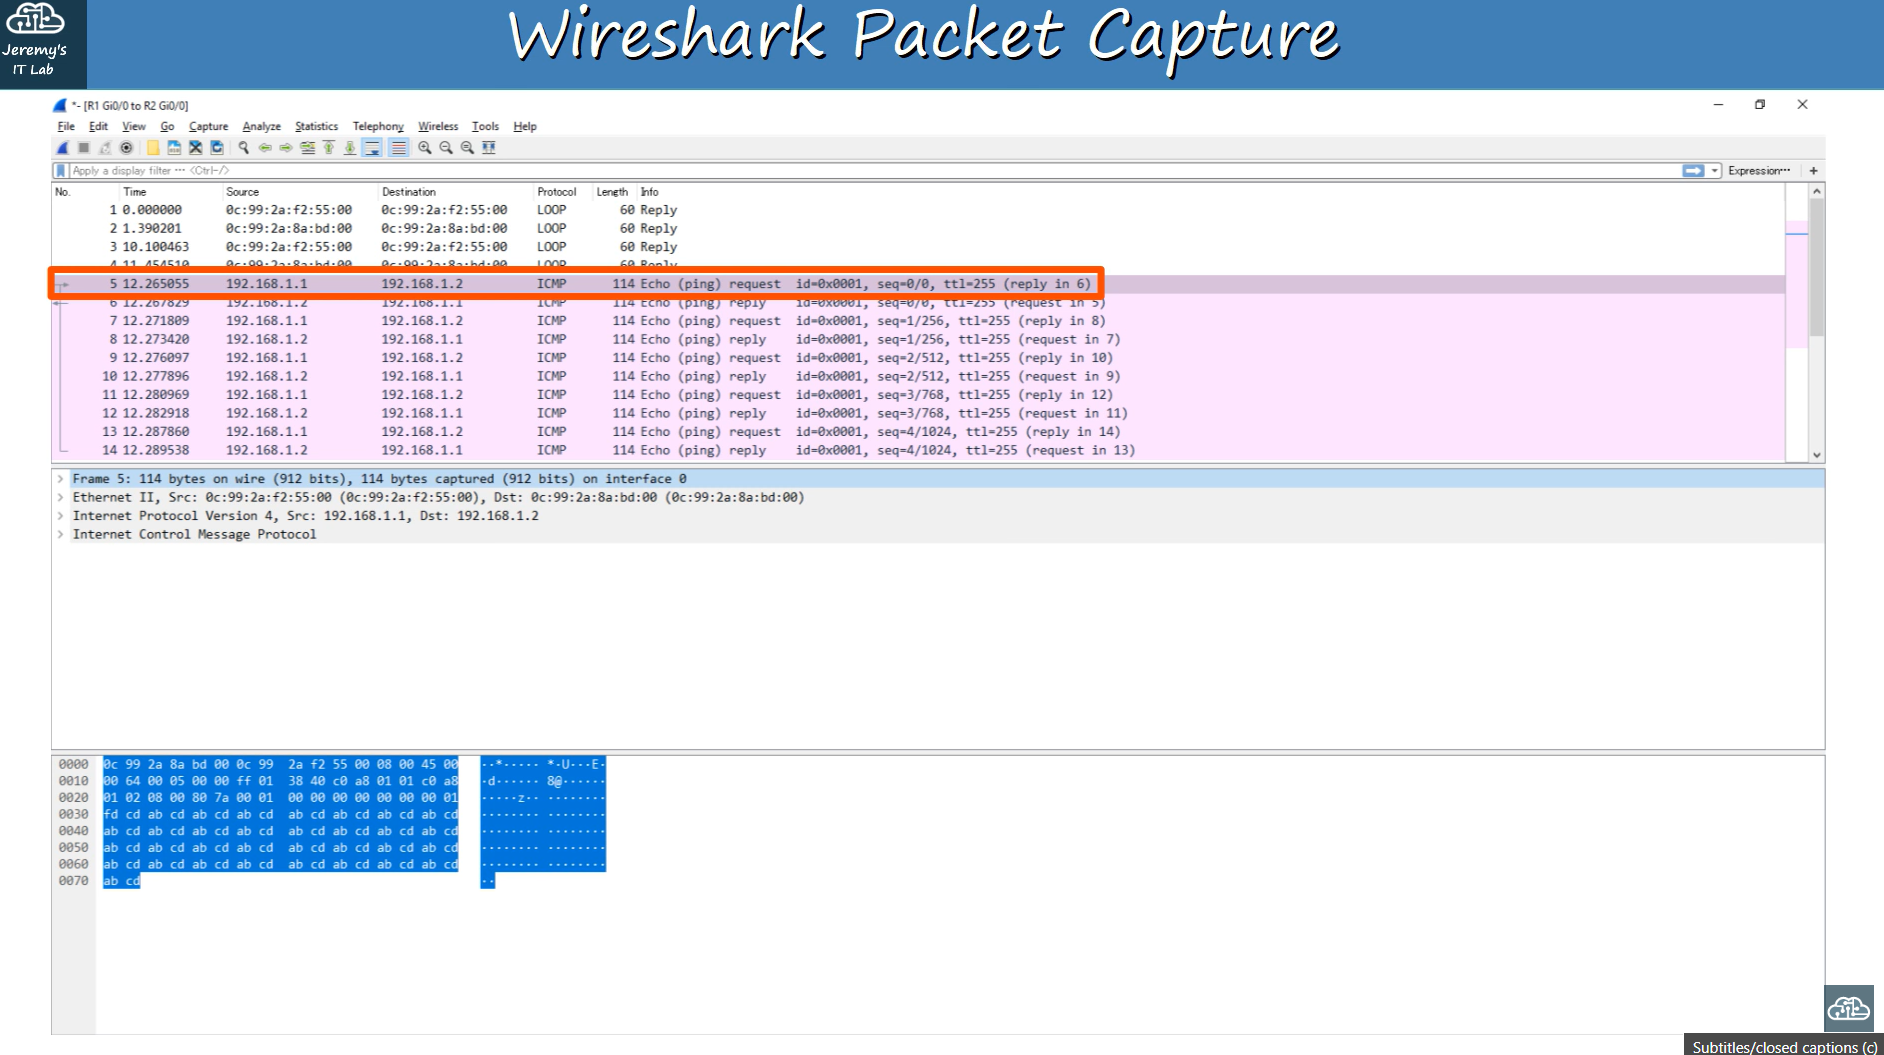 Jeremy's
IT Lab
Wireshark Packet Capture
*- [R1 Gi0/0 to R2 Gi0/0]
File Edit View Go Capture Analyze Statistics Telephony Wireless Tools Help
Apply a display filter ··· <Ctrl-/> Expression··· +
No. Time Source Destination Protocol Length Info
1 0.000000 0c:99:2a:f2:55:00 0c:99:2a:f2:55:00 LOOP 60 Reply
2 1.390201 0c:99:2a:8a:bd:00 0c:99:2a:8a:bd:00 LOOP 60 Reply
3 10.100463 0c:99:2a:f2:55:00 0c:99:2a:f2:55:00 LOOP 60 Reply
4 11.454510 0c:99:2a:8a:bd:00 0c:99:2a:8a:bd:00 LOOP 60 Reply
5 12.265055 192.168.1.1 192.168.1.2 ICMP 114 Echo (ping) request id=0x0001, seq=0/0, ttl=255 (reply in 6)
6 12.267829 192.168.1.2 192.168.1.1 ICMP 114 Echo (ping) reply id=0x0001, seq=0/0, ttl=255 (request in 5)
7 12.271809 192.168.1.1 192.168.1.2 ICMP 114 Echo (ping) request id=0x0001, seq=1/256, ttl=255 (reply in 8)
8 12.273420 192.168.1.2 192.168.1.1 ICMP 114 Echo (ping) reply id=0x0001, seq=1/256, ttl=255 (request in 7)
9 12.276097 192.168.1.1 192.168.1.2 ICMP 114 Echo (ping) request id=0x0001, seq=2/512, ttl=255 (reply in 10)
10 12.277896 192.168.1.2 192.168.1.1 ICMP 114 Echo (ping) reply id=0x0001, seq=2/512, ttl=255 (request in 9)
11 12.280969 192.168.1.1 192.168.1.2 ICMP 114 Echo (ping) request id=0x0001, seq=3/768, ttl=255 (reply in 12)
12 12.282918 192.168.1.2 192.168.1.1 ICMP 114 Echo (ping) reply id=0x0001, seq=3/768, ttl=255 (request in 11)
13 12.287860 192.168.1.1 192.168.1.2 ICMP 114 Echo (ping) request id=0x0001, seq=4/1024, ttl=255 (reply in 14)
14 12.289538 192.168.1.2 192.168.1.1 ICMP 114 Echo (ping) reply id=0x0001, seq=4/1024, ttl=255 (request in 13)
Frame 5: 114 bytes on wire (912 bits), 114 bytes captured (912 bits) on interface 0
Ethernet II, Src: 0c:99:2a:f2:55:00 (0c:99:2a:f2:55:00), Dst: 0c:99:2a:8a:bd:00 (0c:99:2a:8a:bd:00)
Internet Protocol Version 4, Src: 192.168.1.1, Dst: 192.168.1.2
Internet Control Message Protocol
0000 0c 99 2a 8a bd 00 0c 99 2a f2 55 00 08 00 45 00 ··*····· *·U···E·
0010 00 64 00 05 00 00 ff 01 38 40 c0 a8 01 01 c0 a8 ·d······ 8@······
0020 01 02 08 00 80 7a 00 01 00 00 00 00 00 00 00 01 ·····z·· ········
0030 fd cd ab cd ab cd ab cd ab cd ab cd ab cd ab cd ········ ········
0040 ab cd ab cd ab cd ab cd ab cd ab cd ab cd ab cd ········ ········
0050 ab cd ab cd ab cd ab cd ab cd ab cd ab cd ab cd ········ ········
0060 ab cd ab cd ab cd ab cd ab cd ab cd ab cd ab cd ········ ········
0070 ab cd ··
Subtitles/closed captions (c)